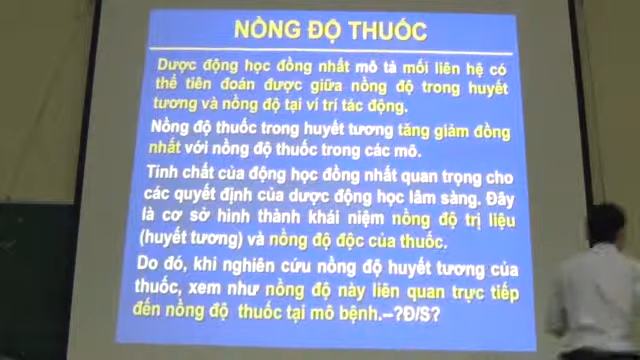 NỒNG ĐỘ THUỐC
Dược động học đồng nhất mô tả mối liên hệ có
thể tiên đoán được giữa nồng độ trong huyết
tương và nồng độ tại ví trí tác động.
Nồng độ thuốc trong huyết tương tăng giảm đồng
nhất với nồng độ thuốc trong các mô.
Tính chất của động học đồng nhất quan trọng cho
các quyết định của dược động học lâm sàng. Đây
là cơ sở hình thành khái niệm nồng độ trị liệu
(huyết tương) và nồng độ độc của thuốc.
Do đó, khi nghiên cứu nồng độ huyết tương của
thuốc, xem như nồng độ này liên quan trực tiếp
đến nồng độ thuốc tại mô bệnh.–?Đ/S?